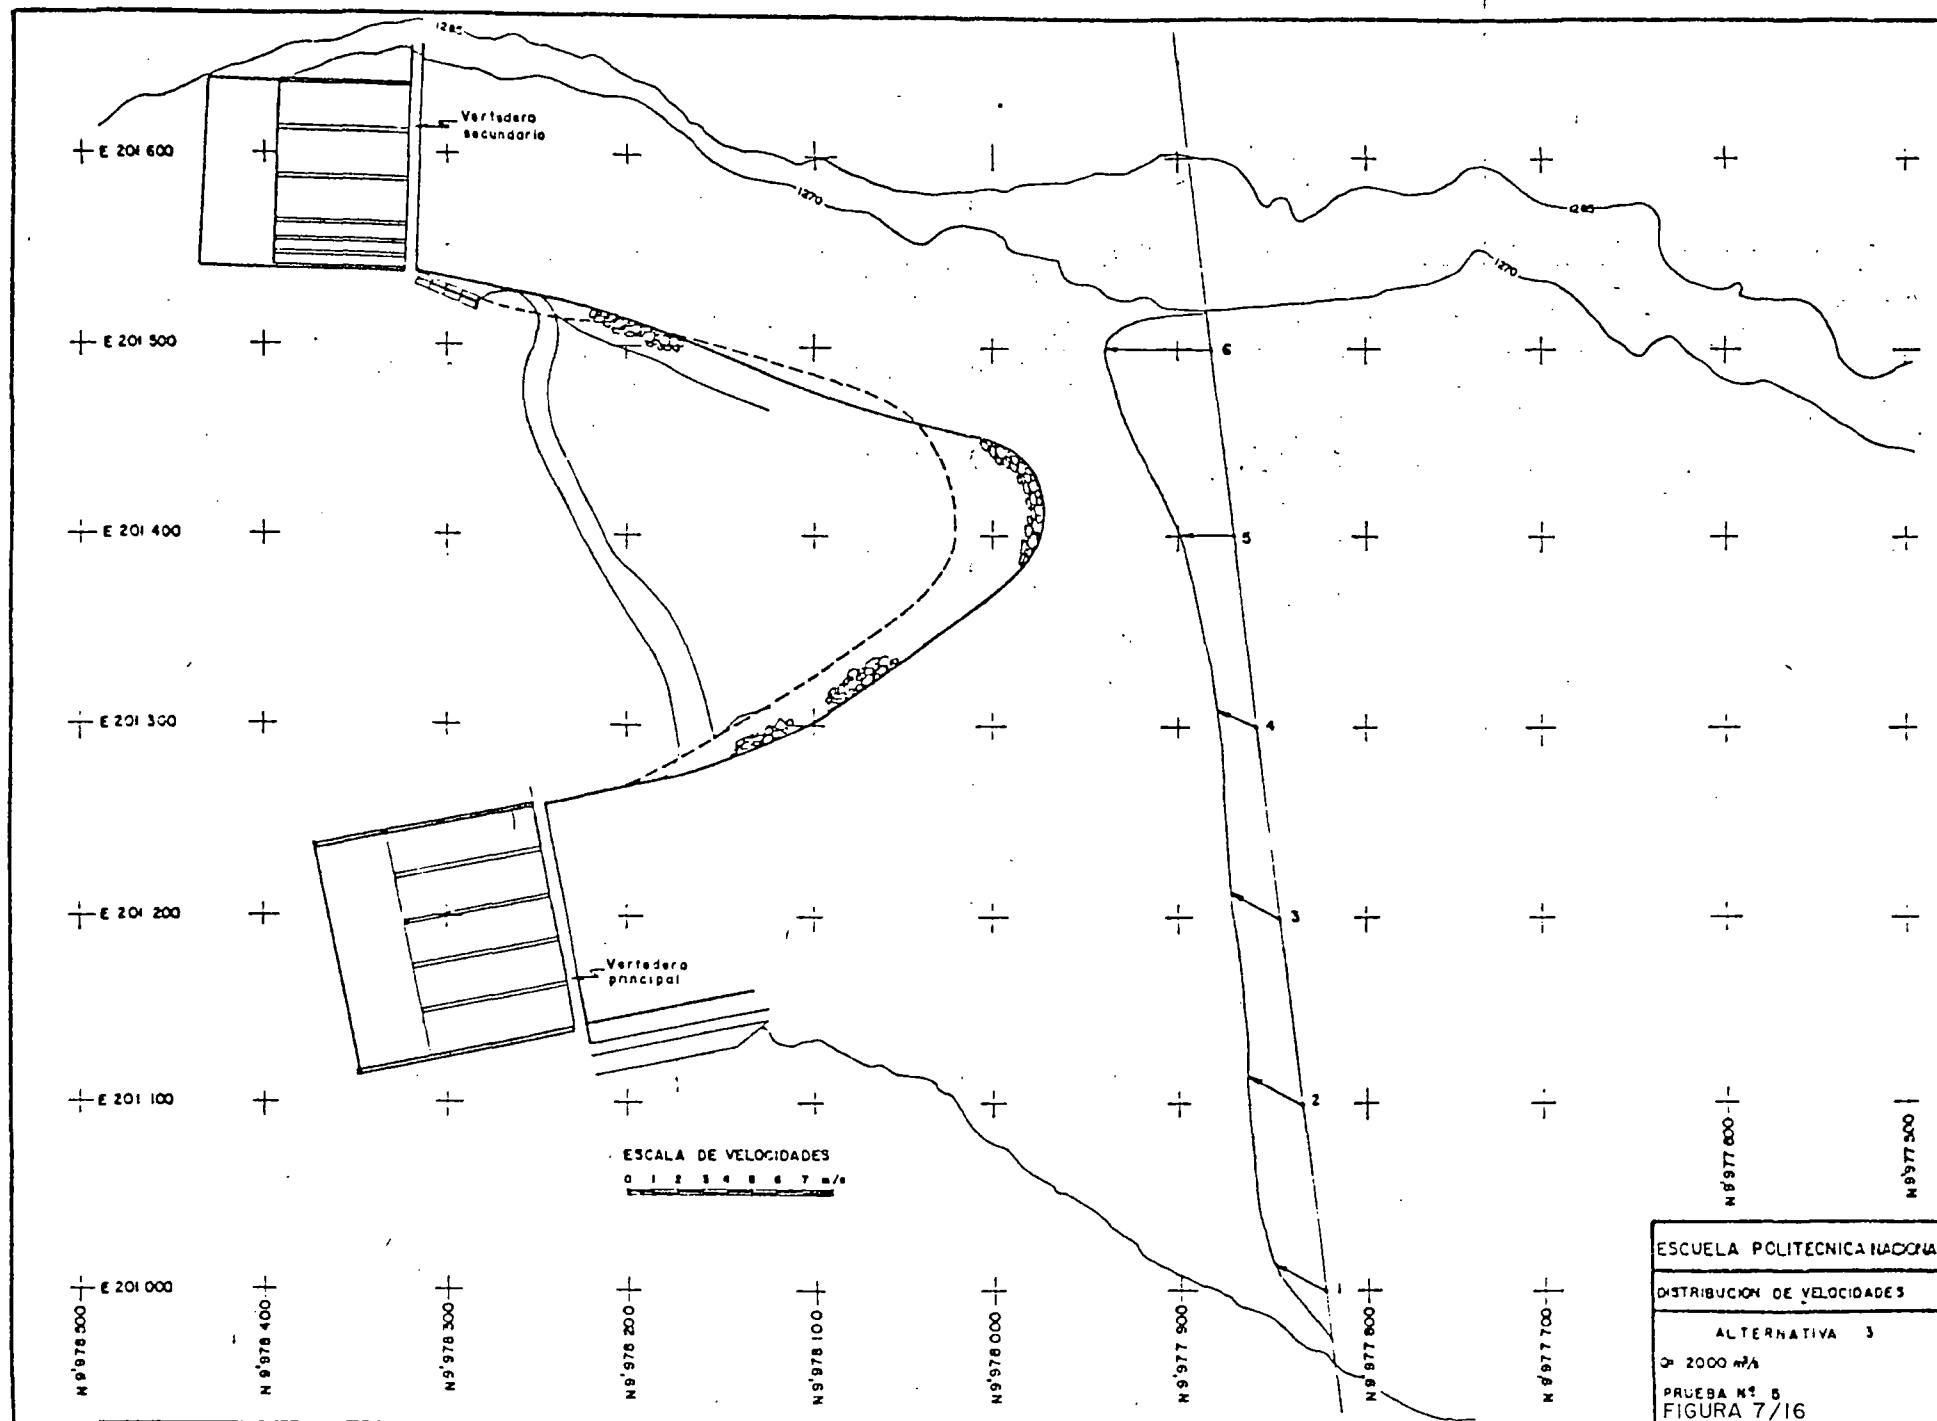 1285
Vertedero
secundario
E 201 600
1270
1285
1270
E 201 500
6
E 201 400
5
E 201 300
4
E 201 200
3
Vertedero
principal
E 201 100
2
ESCALA DE VELOCIDADES
0 1 2 3 4 5 6 7 m/s
E 201 000
1
N 9'978 500
N 9'978 400
N 9'978 300
N 9'978 200
N 9'978 100
N 9'978 000
N 9'977 900
N 9'977 800
N 9'977 700
N 9'977 600
N 9'977 500
ESCUELA POLITECNICA NACIONA
DISTRIBUCION DE VELOCIDADES
ALTERNATIVA 3
Q= 2000 m³/s
PRUEBA Nº 5
FIGURA 7/16